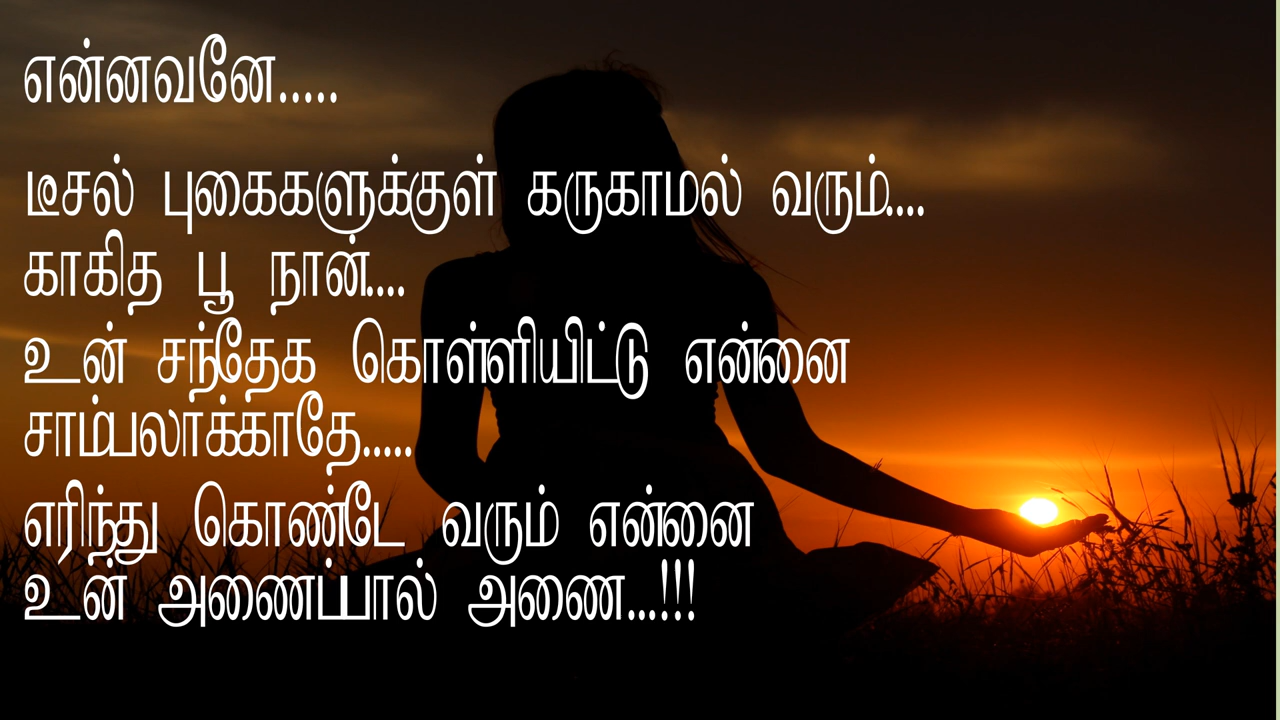 என்னவனே.....
டீசல் புகைகளுக்குள் கருகாமல் வரும்....
காகித பூ நான்....
உன் சந்தேக கொள்ளியிட்டு என்னை
சாம்பலாக்காதே.....
எரிந்து கொண்டே வரும் என்னை
உன் அணைப்பால் அணை...!!!